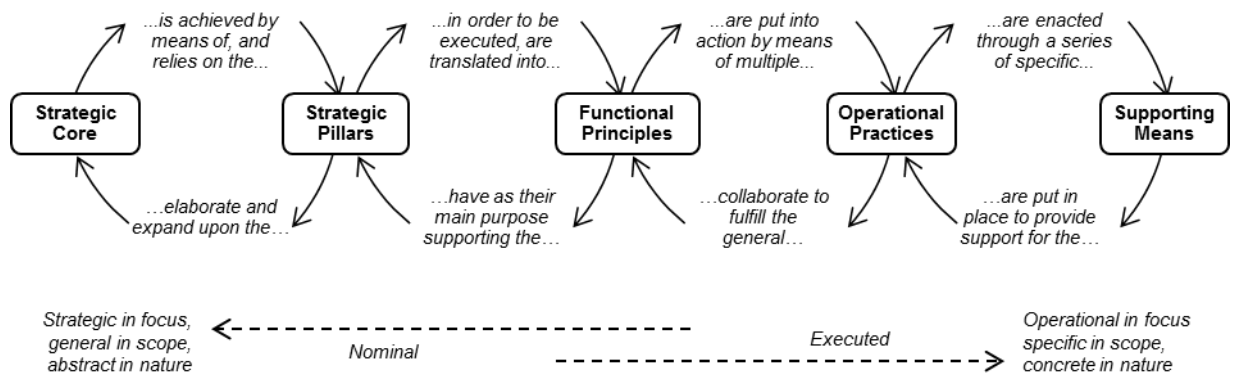 ...is achieved by
means of, and
relies on the...
...in order to be
executed, are
translated into...
...are put into
action by means
of multiple...
...are enacted
through a series
of specific...
Strategic
Core
Strategic
Pillars
Functional
Principles
Operational
Practices
Supporting
Means
…elaborate and
expand upon the…
…have as their
main purpose
supporting the…
…collaborate to
fulfill the
general…
…are put in
place to provide
support for the…
Strategic in focus,
general in scope,
abstract in nature
Nominal
Executed
Operational in focus
specific in scope,
concrete in nature